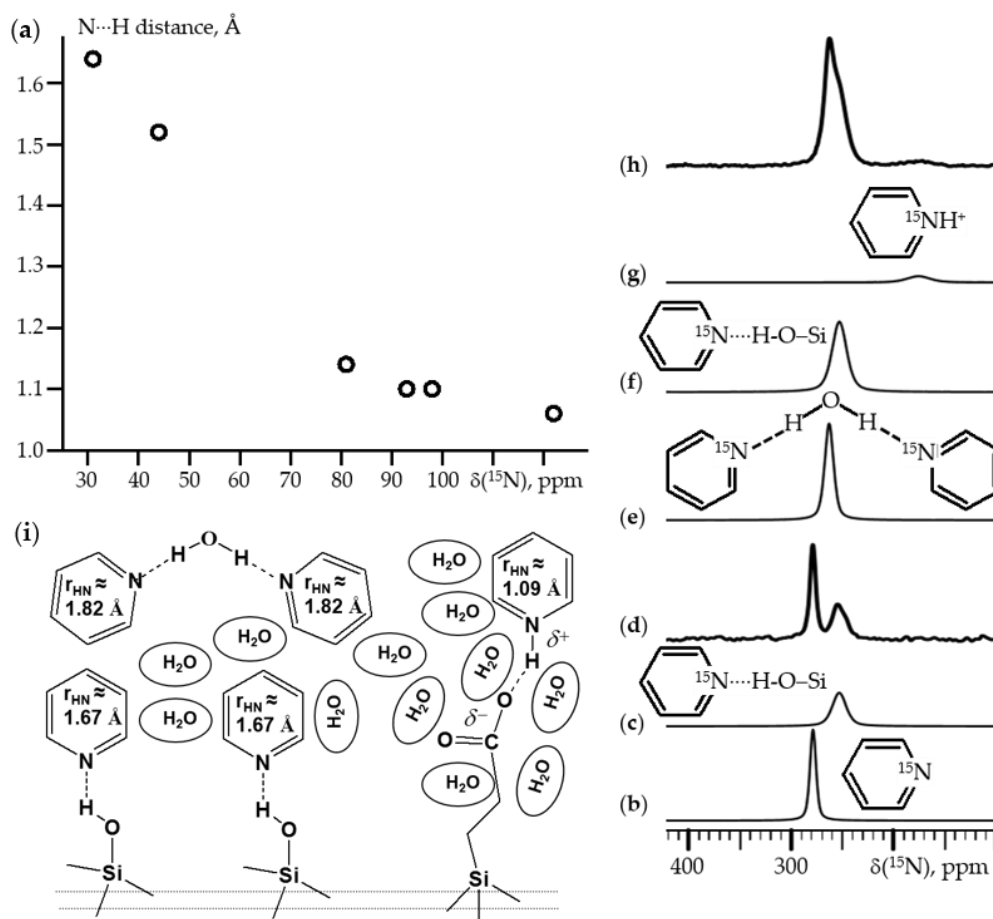 (a)
N···H distance, Å
1.6
1.5
1.4
1.3
1.2
1.1
1.0
30 40 50 60 70 80 90 100 δ(¹⁵N), ppm
(h)
¹⁵NH⁺
(g)
¹⁵N····H-O–Si
(f)
O
H H
¹⁵N ¹⁵N
(e)
(d)
¹⁵N····H-O–Si
(c)
¹⁵N
(b)
400 300 δ(¹⁵N), ppm
(i)
H O H
N N
r_HN ≈
1.82 Å
r_HN ≈
1.82 Å
H₂O
H₂O
r_HN ≈
1.09 Å
N
H δ+
H₂O
H₂O
H₂O
H₂O
H₂O
H₂O
r_HN ≈
1.67 Å
r_HN ≈
1.67 Å
H₂O
H₂O
H₂O
δ−
O
N N
O=C
H H
O O
H₂O
H₂O
Si Si Si